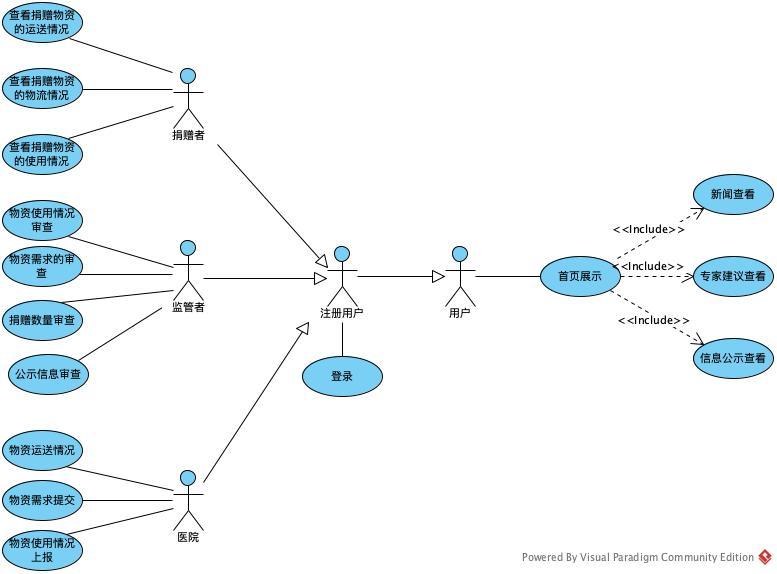 查看捐赠物资
的运送情况
查看捐赠物资
的物流情况
捐赠者
查看捐赠物资
的使用情况
新闻查看
物资使用情况
审查
<<Include>>
物资需求的审
查
<<Include>>
首页展示
专家建议查看
监管者
注册用户
用户
捐赠数量审查
<<Include>>
信息公示查看
公示信息审查
登录
物资运送情况
物资需求提交
医院
物资使用情况
上报
Powered By Visual Paradigm Community Edition